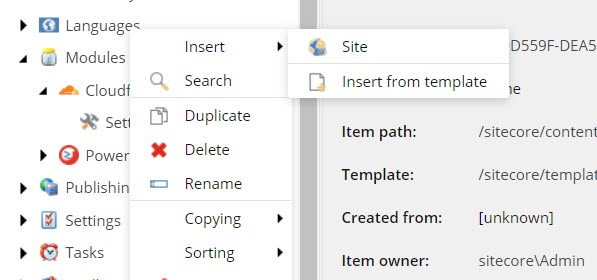 Languages
Modules
Cloudf
Sett
Power
Publishin
Settings
Tasks
Insert
Search
Duplicate
Delete
Rename
Copying
Sorting
Site
Insert from template
D559F-DEA5
me
Item path: /sitecore/content
Template: /sitecore/templat
Created from: [unknown]
Item owner: sitecore\Admin